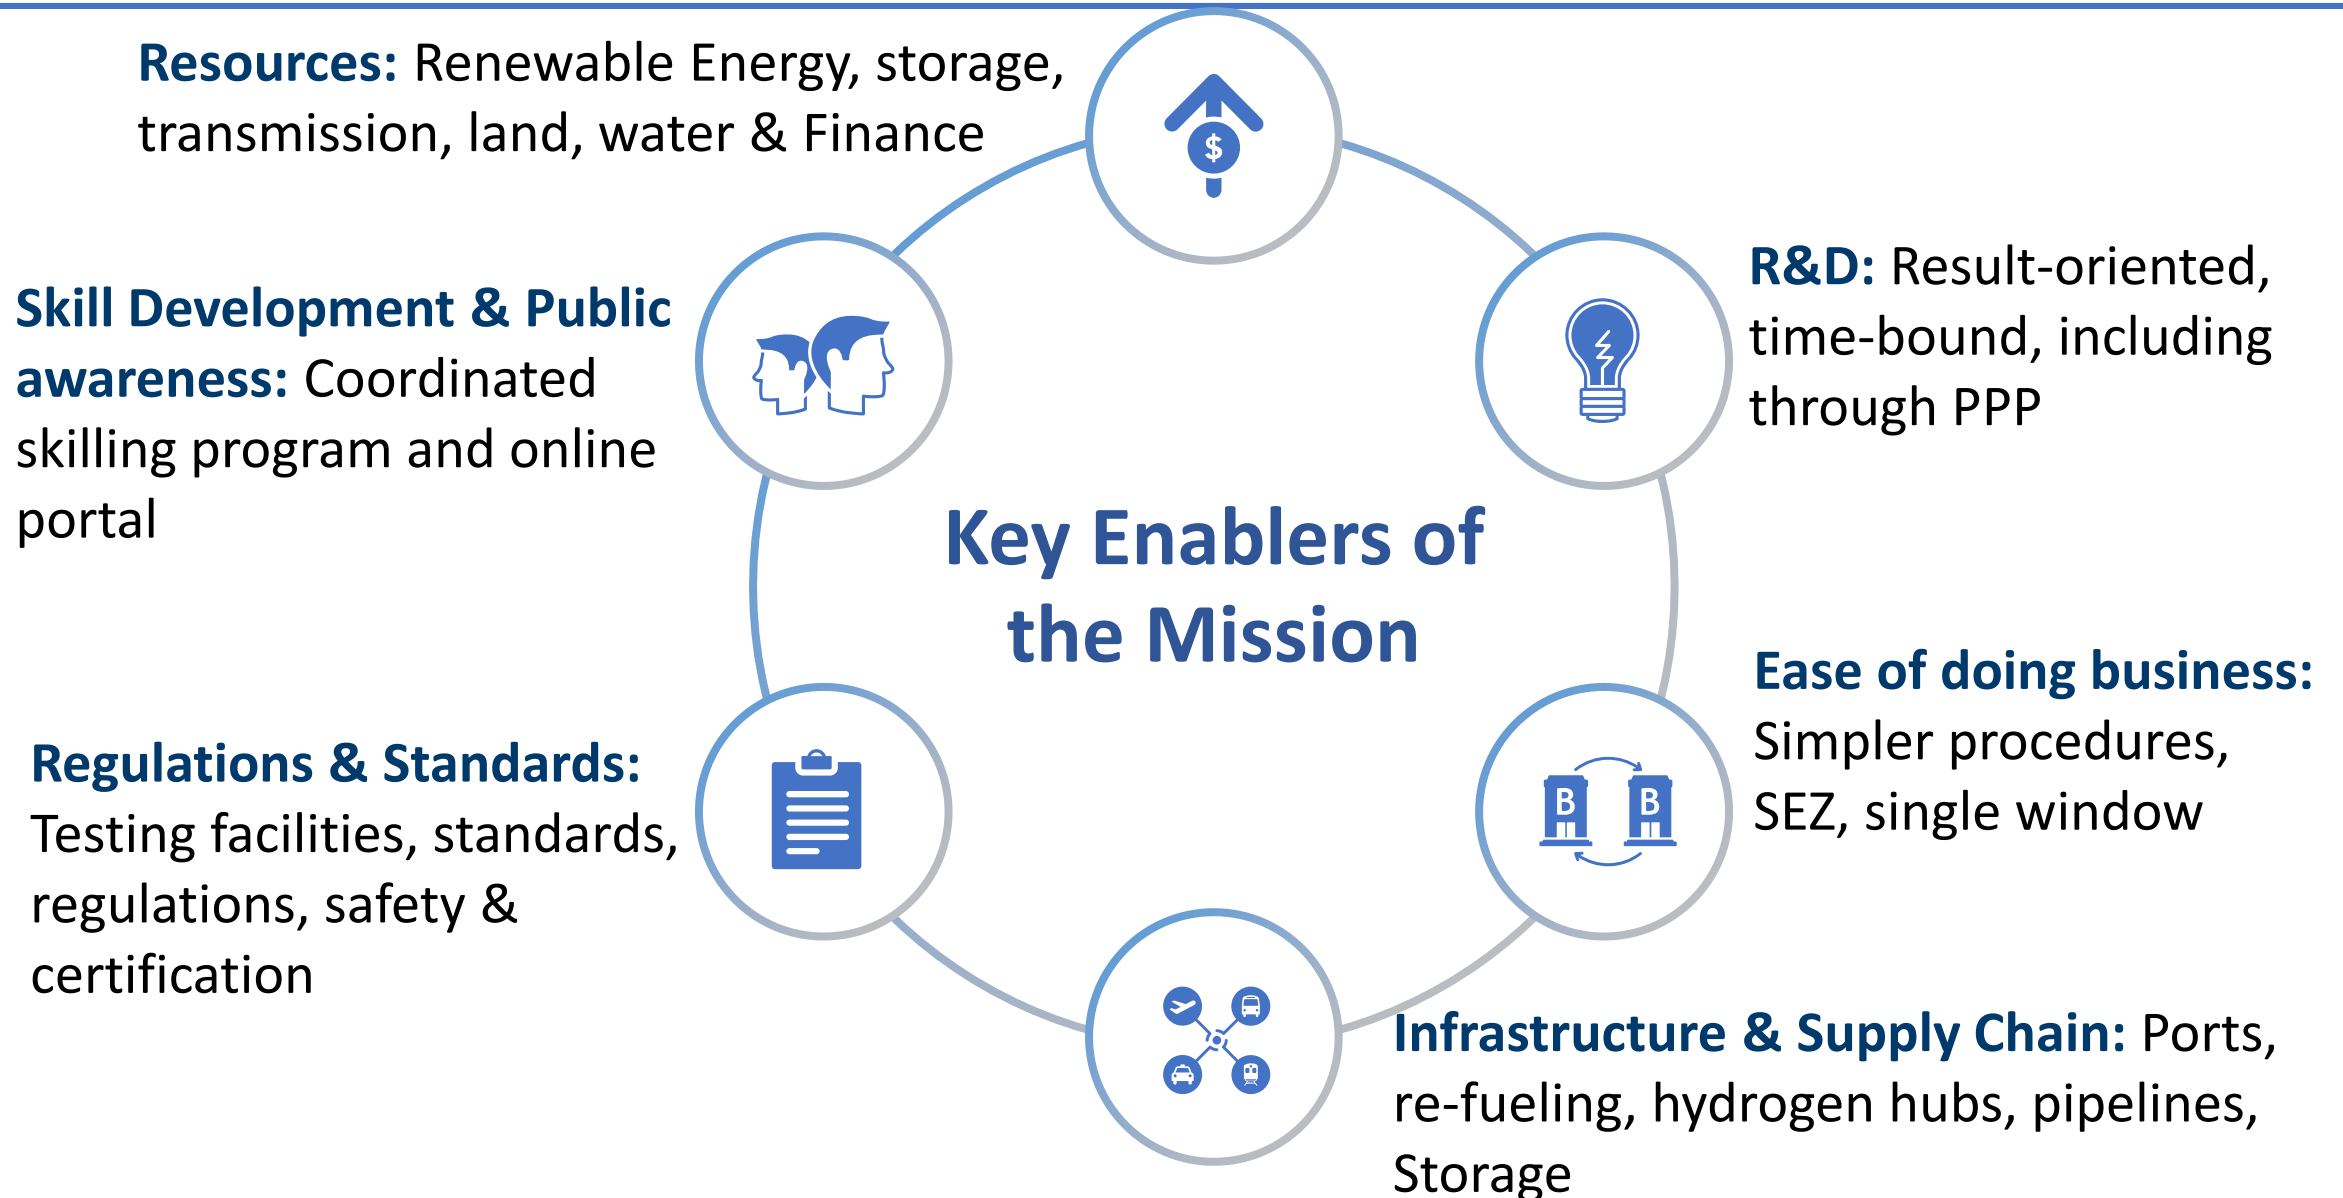 Resources: Renewable Energy, storage,
transmission, land, water & Finance
$
Skill Development & Public
awareness: Coordinated
skilling program and online
portal
R&D: Result-oriented,
time-bound, including
through PPP
Key Enablers of
the Mission
Regulations & Standards:
Testing facilities, standards,
regulations, safety &
certification
Ease of doing business:
Simpler procedures,
SEZ, single window
B B
Infrastructure & Supply Chain: Ports,
re-fueling, hydrogen hubs, pipelines,
Storage